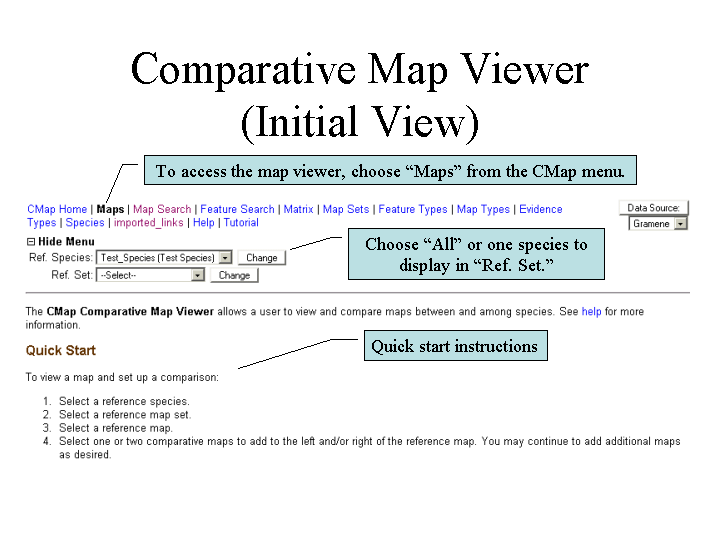 Comparative Map Viewer
(Initial View)
To access the map viewer, choose “Maps” from the CMap menu.
CMap Home | Maps | Map Search | Feature Search | Matrix | Map Sets | Feature Types | Map Types | Evidence
Types | Species | imported_links | Help | Tutorial
Data Source:
Gramene
Hide Menu
Ref. Species: Test_Species (Test Species) Change
Ref. Set: --Select-- Change
Choose “All” or one species to
display in “Ref. Set.”
The CMap Comparative Map Viewer allows a user to view and compare maps between and among species. See help for more
information.
Quick Start
Quick start instructions
To view a map and set up a comparison:
1. Select a reference species.
2. Select a reference map set.
3. Select a reference map.
4. Select one or two comparative maps to add to the left and/or right of the reference map. You may continue to add additional maps
as desired.